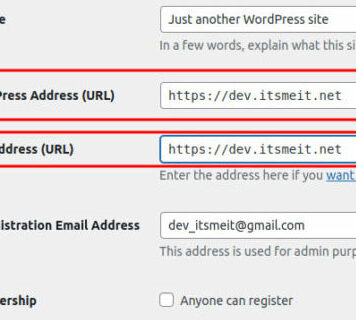 e
Just another WordPress site
In a few words, explain what this si
Press Address (URL)
https://dev.itsmeit.net
ddress (URL)
https://dev.itsmeit.net
Enter the address here if you want
istration Email Address
dev_itsmeit@gmail.com
This address is used for admin purp
ership
Anyone can register